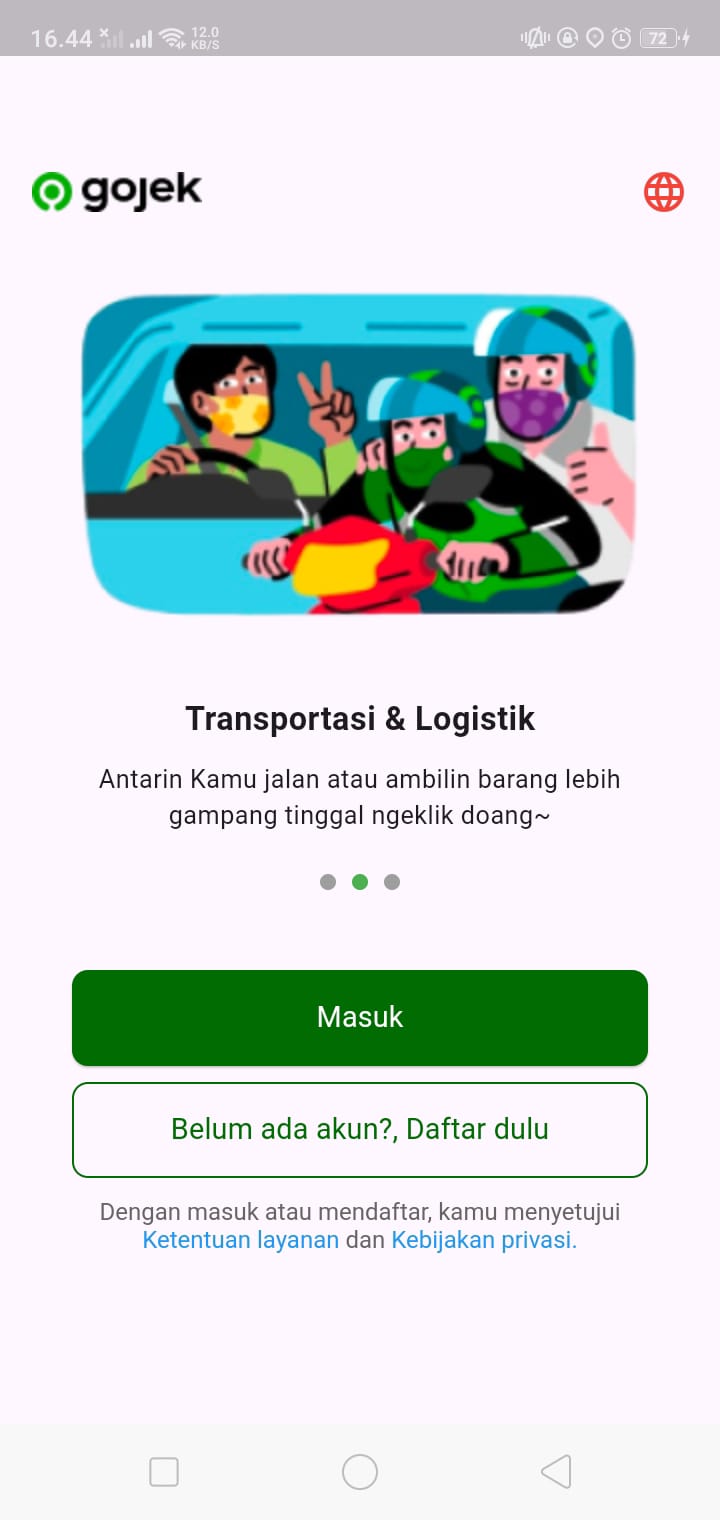 16.44 12.0 KB/S 72
gojek
Transportasi & Logistik
Antarin Kamu jalan atau ambilin barang lebih
gampang tinggal ngeklik doang~
Masuk
Belum ada akun?, Daftar dulu
Dengan masuk atau mendaftar, kamu menyetujui
Ketentuan layanan dan Kebijakan privasi.